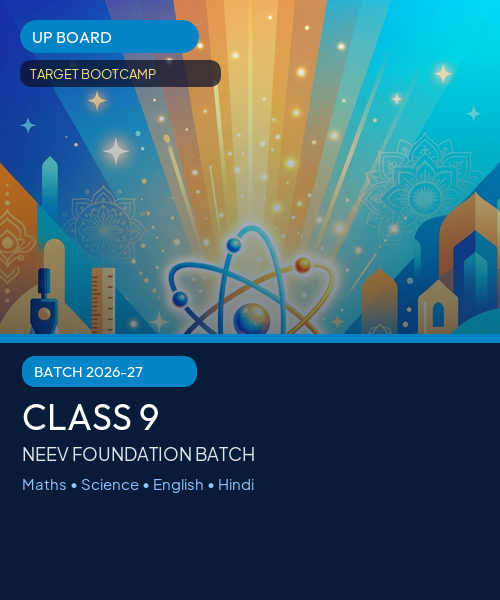 UP BOARD
TARGET BOOTCAMP
BATCH 2026-27
CLASS 9
NEEV FOUNDATION BATCH
Maths • Science • English • Hindi